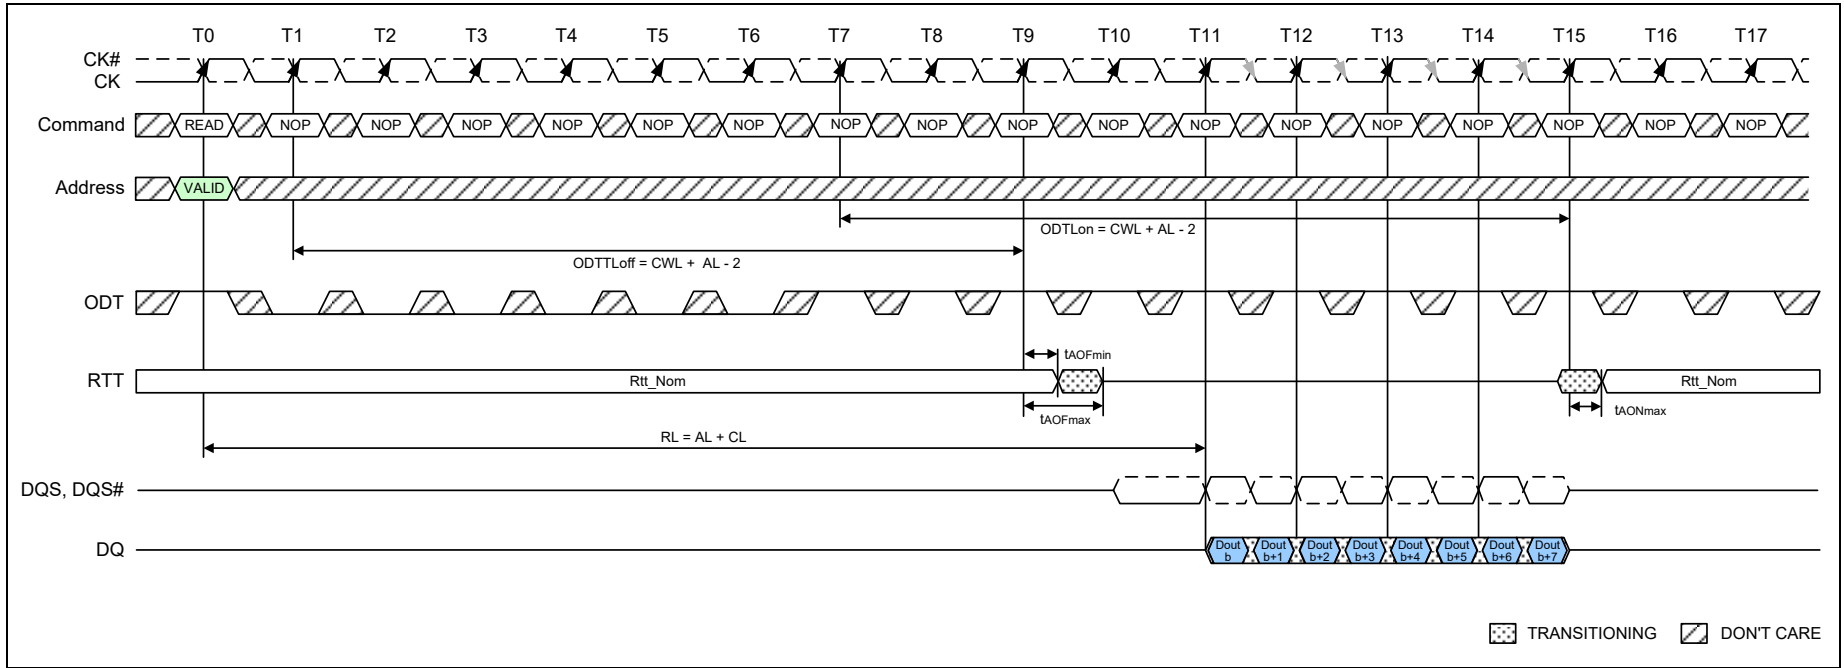 T0 T1 T2 T3 T4 T5 T6 T7 T8 T9 T10 T11 T12 T13 T14 T15 T16 T17
CK#
CK
Command READ NOP NOP NOP NOP NOP NOP NOP NOP NOP NOP NOP NOP NOP NOP NOP NOP NOP
Address VALID
ODTLon = CWL + AL - 2
ODTTLoff = CWL + AL - 2
ODT
tAOFmin
RTT Rtt_Nom Rtt_Nom
tAOFmax tAONmax
RL = AL + CL
DQS, DQS#
DQ Dout b Dout b+1 Dout b+2 Dout b+3 Dout b+4 Dout b+5 Dout b+6 Dout b+7
TRANSITIONING DON'T CARE